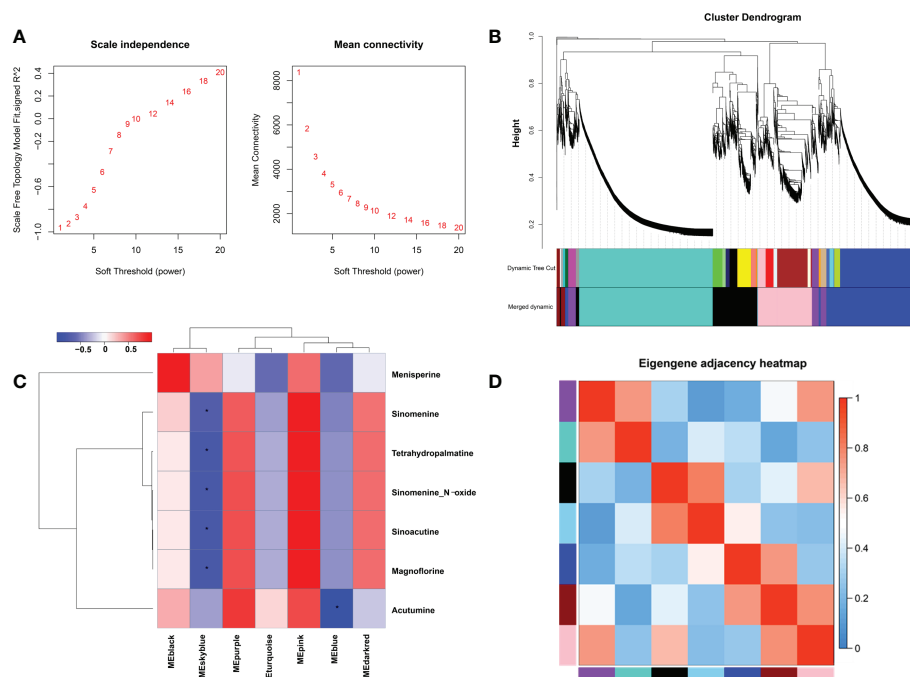 A
Scale independence
Scale Free Topology Model Fit,signed R^2
0.4
0.2
0.0
−0.2
−0.6
−1.0
1 2 3 4 5 6 7 8 9 10 12 14 16 18 20
5 10 15 20
Soft Threshold (power)
Mean connectivity
Mean Connectivity
8000
6000
4000
2000
1 2 3 4 5 6 7 8 9 10 12 14 16 18 20
5 10 15 20
Soft Threshold (power)
B
Cluster Dendrogram
Height
1.0
0.8
0.6
0.4
0.2
Dynamic Tree Cut
Merged dynamic
C
−0.5 0 0.5
Menisperine
Sinomenine
Tetrahydropalmatine
Sinomenine_N-oxide
Sinoacutine
Magnoflorine
Acutumine
MEblack
MEskyblue
MEpurple
Eturquoise
MEpink
MEblue
MEdarkred
D
Eigengene adjacency heatmap
1
0.8
0.6
0.4
0.2
0